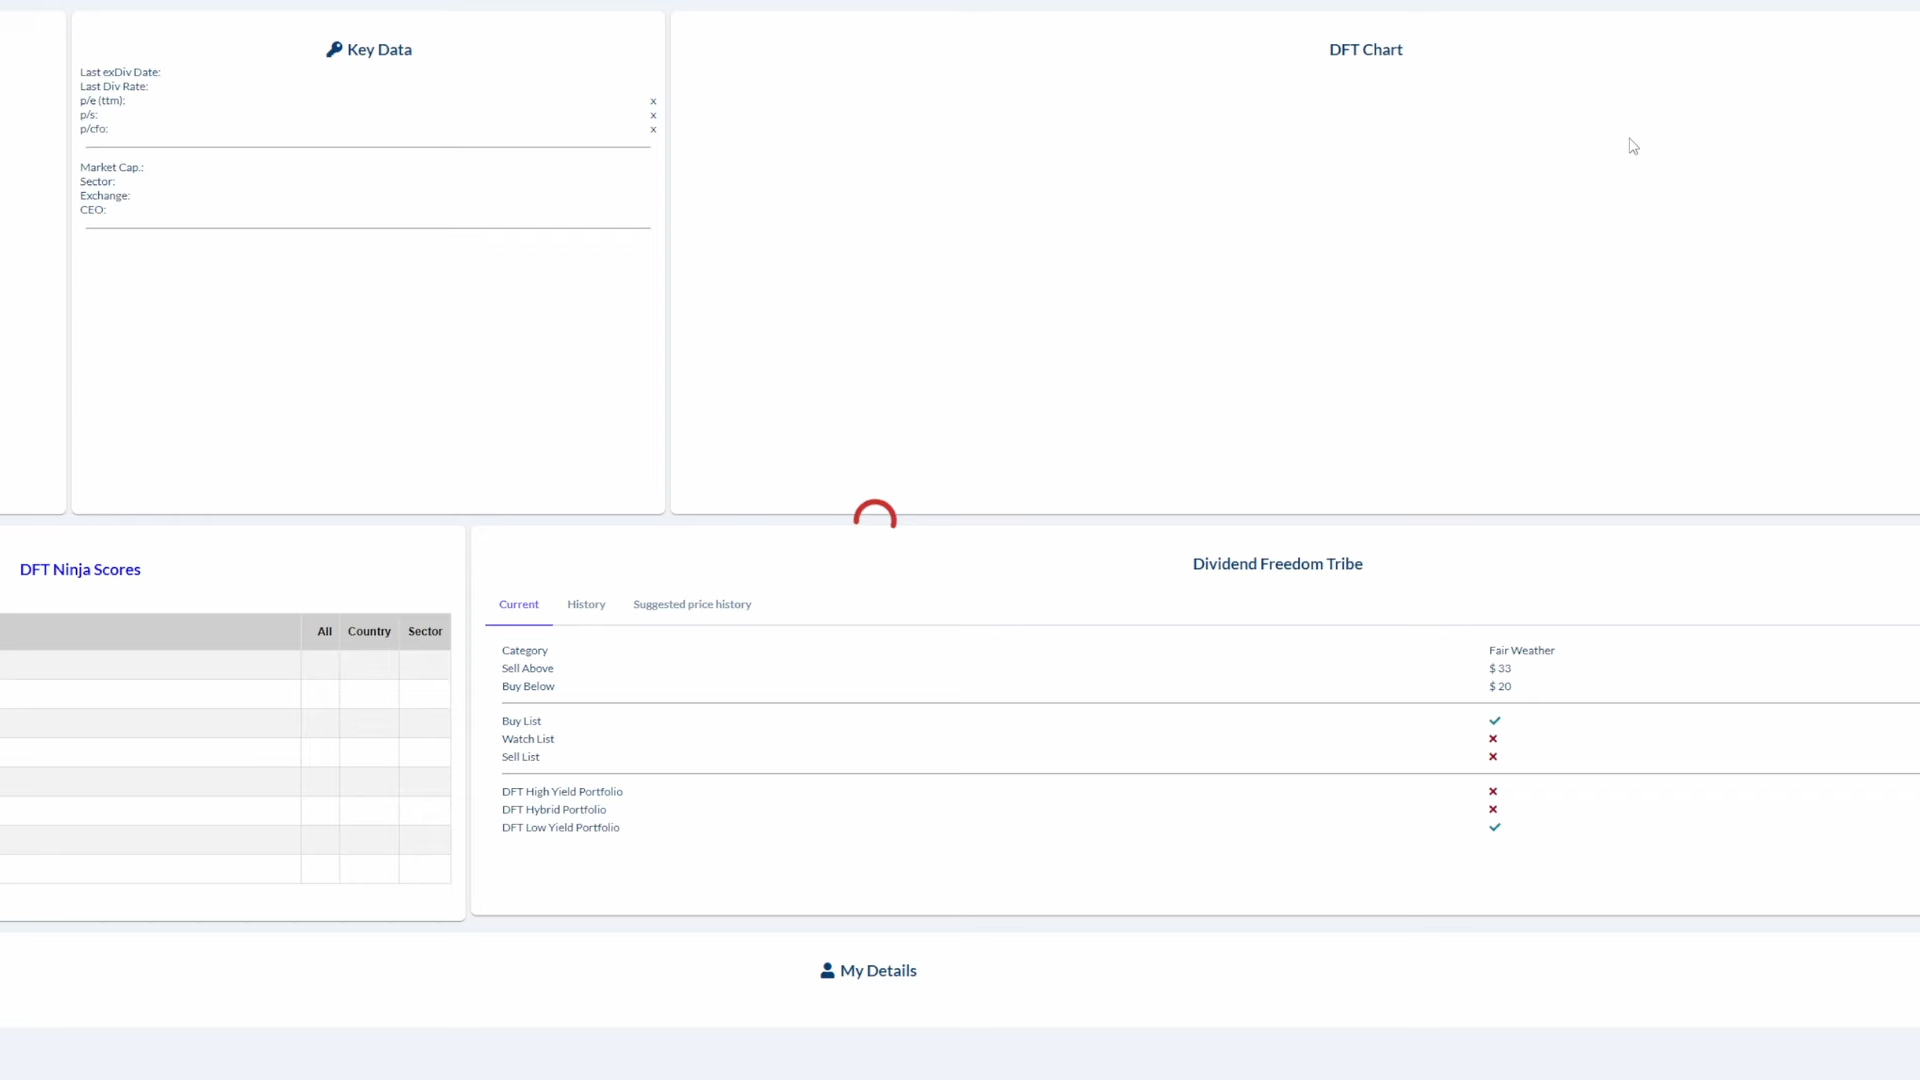 Key Data
Last exDiv Date:
Last Div Rate:
p/e (ttm): x
p/s: x
p/cfo: x
Market Cap.:
Sector:
Exchange:
CEO:
DFT Chart
DFT Ninja Scores
All Country Sector
Dividend Freedom Tribe
Current History Suggested price history
Category Fair Weather
Sell Above $ 33
Buy Below $ 20
Buy List
Watch List
Sell List
DFT High Yield Portfolio
DFT Hybrid Portfolio
DFT Low Yield Portfolio
My Details